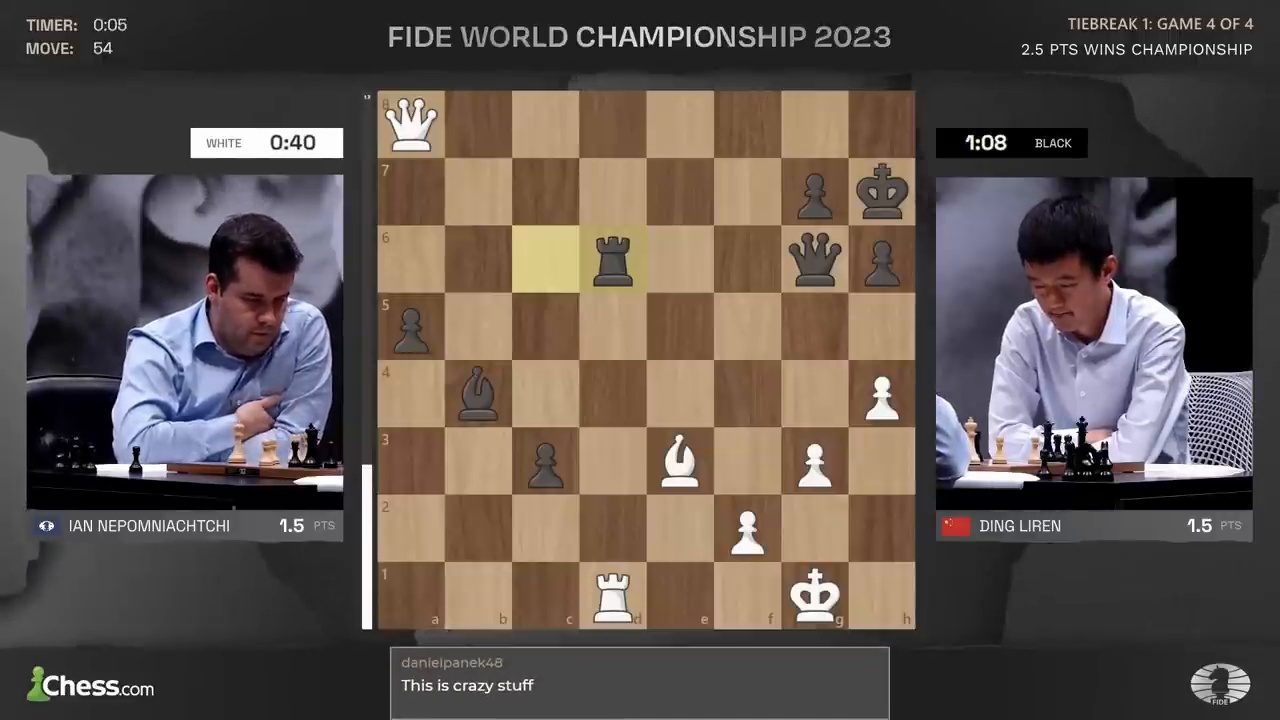 TIMER: 0:05
MOVE: 54
FIDE WORLD CHAMPIONSHIP 2023
TIEBREAK 1: GAME 4 OF 4
2.5 PTS WINS CHAMPIONSHIP
WHITE 0:40
1:08 BLACK
8
7
6
5
4
3
2
1
a b c d e f g h
IAN NEPOMNIACHTCHI 1.5 PTS
DING LIREN 1.5 PTS
danielpanek48
This is crazy stuff
Chess.com
FIDE